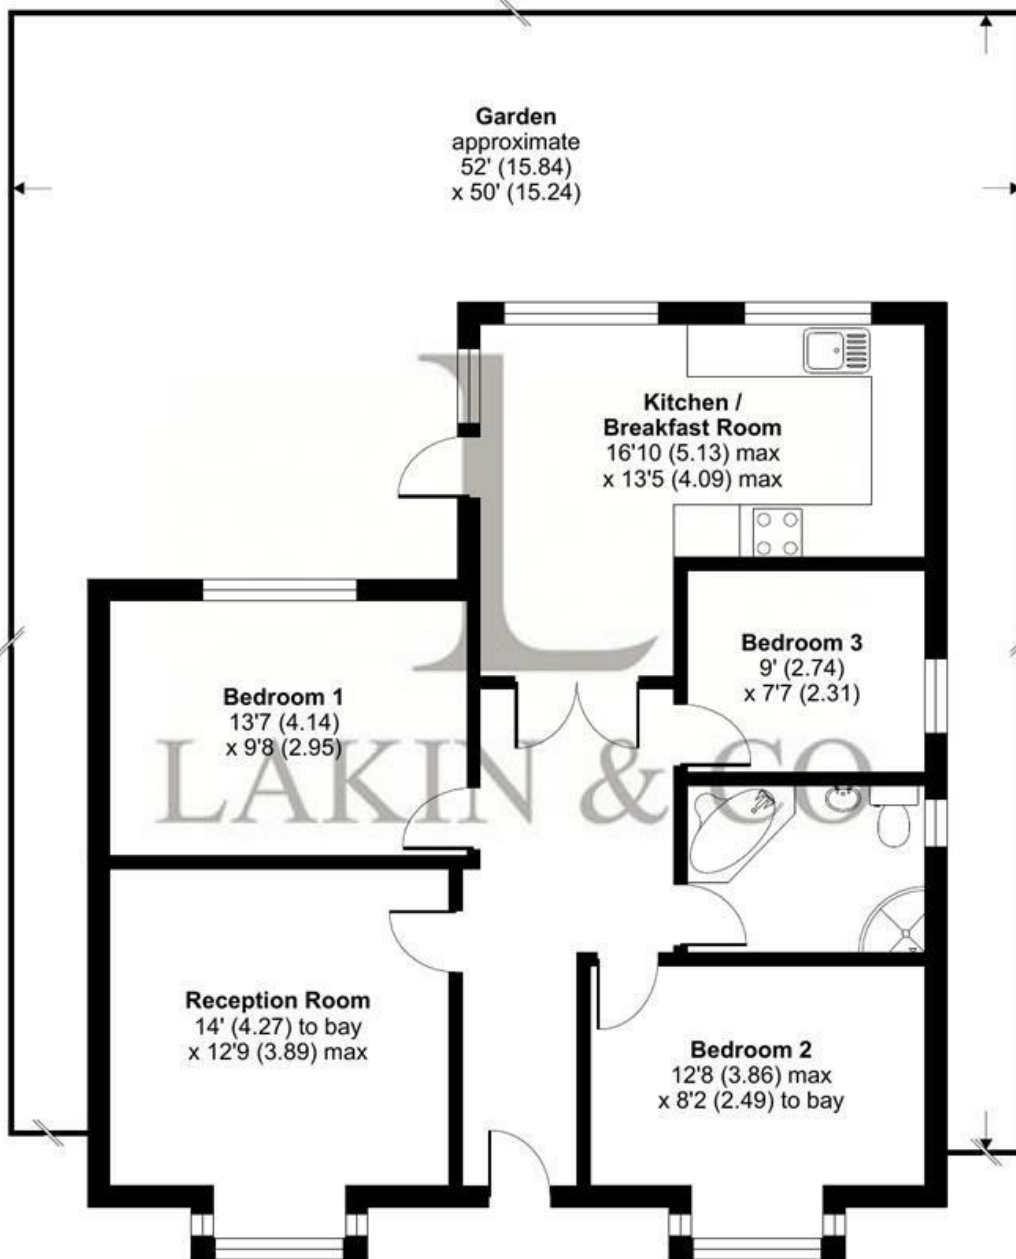 Garden
approximate
52' (15.84)
x 50' (15.24)
Kitchen /
Breakfast Room
16'10 (5.13) max
x 13'5 (4.09) max
Bedroom 3
9' (2.74)
x 7'7 (2.31)
Bedroom 1
13'7 (4.14)
x 9'8 (2.95)
L
LAKIN & CO
Reception Room
14' (4.27) to bay
x 12'9 (3.89) max
Bedroom 2
12'8 (3.86) max
x 8'2 (2.49) to bay